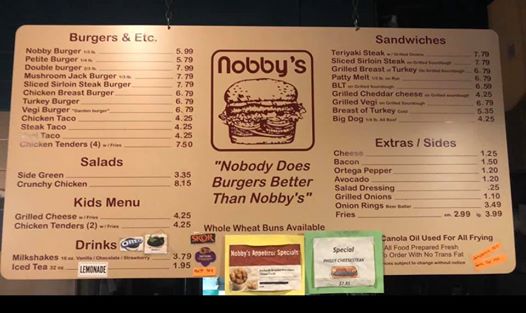 Burgers & Etc.
Nobby Burger 1/3 lb. 5.99
Petite Burger 1/4 lb. 5.79
Double burger 2/3 lb. 7.99
Mushroom Jack Burger 1/3 lb. 7.79
Sliced Sirloin Steak Burger 7.79
Chicken Breast Burger 6.79
Turkey Burger 6.79
Vegi Burger "Garden burger" 6.79
Chicken Taco 4.25
Steak Taco 4.25
Taco 4.25
Chicken Tenders (4) w/ Fries 7.50
Salads
Side Green 3.35
Crunchy Chicken 8.15
Kids Menu
Grilled Cheese w/ Fries 4.25
Chicken Tenders (2) w/ Fries 4.25
Drinks
OREO
SKOR
Milkshakes 16 oz. Vanilla / Chocolate / Strawberry 3.79
Iced Tea 32 oz. LEMONADE 1.95
Nobby's
"Nobody Does
Burgers Better
Than Nobby's"
Whole Wheat Buns Available
Nobby's Appetizer Specials
Special
PHILLY CHEESESTEAK
Sandwiches
Teriyaki Steak w/ Grilled Onions 7.79
Sliced Sirloin Steak on Grilled Sourdough 7.79
Grilled Breast of Turkey on Grilled Sourdough 6.79
Patty Melt 1/3 lb. on Rye 6.79
BLT on Grilled Sourdough 6.59
Grilled Cheddar cheese on Grilled sourdough 4.25
Grilled Vegi on Grilled Sourdough 6.79
Breast of Turkey Cold 5.35
Big Dog 1/4 lb. All Beef 4.25
Extras / Sides
Cheese 1.25
Bacon 1.50
Ortega Pepper 1.20
Avocado 1.20
Salad Dressing .25
Grilled Onions 1.10
Onion Rings Beer Batter 3.49
Fries sm. 2.99 lg 3.99
Canola Oil Used For All Frying
All Food Prepared Fresh
To Order With No Trans Fat
Prices subject to change without notice